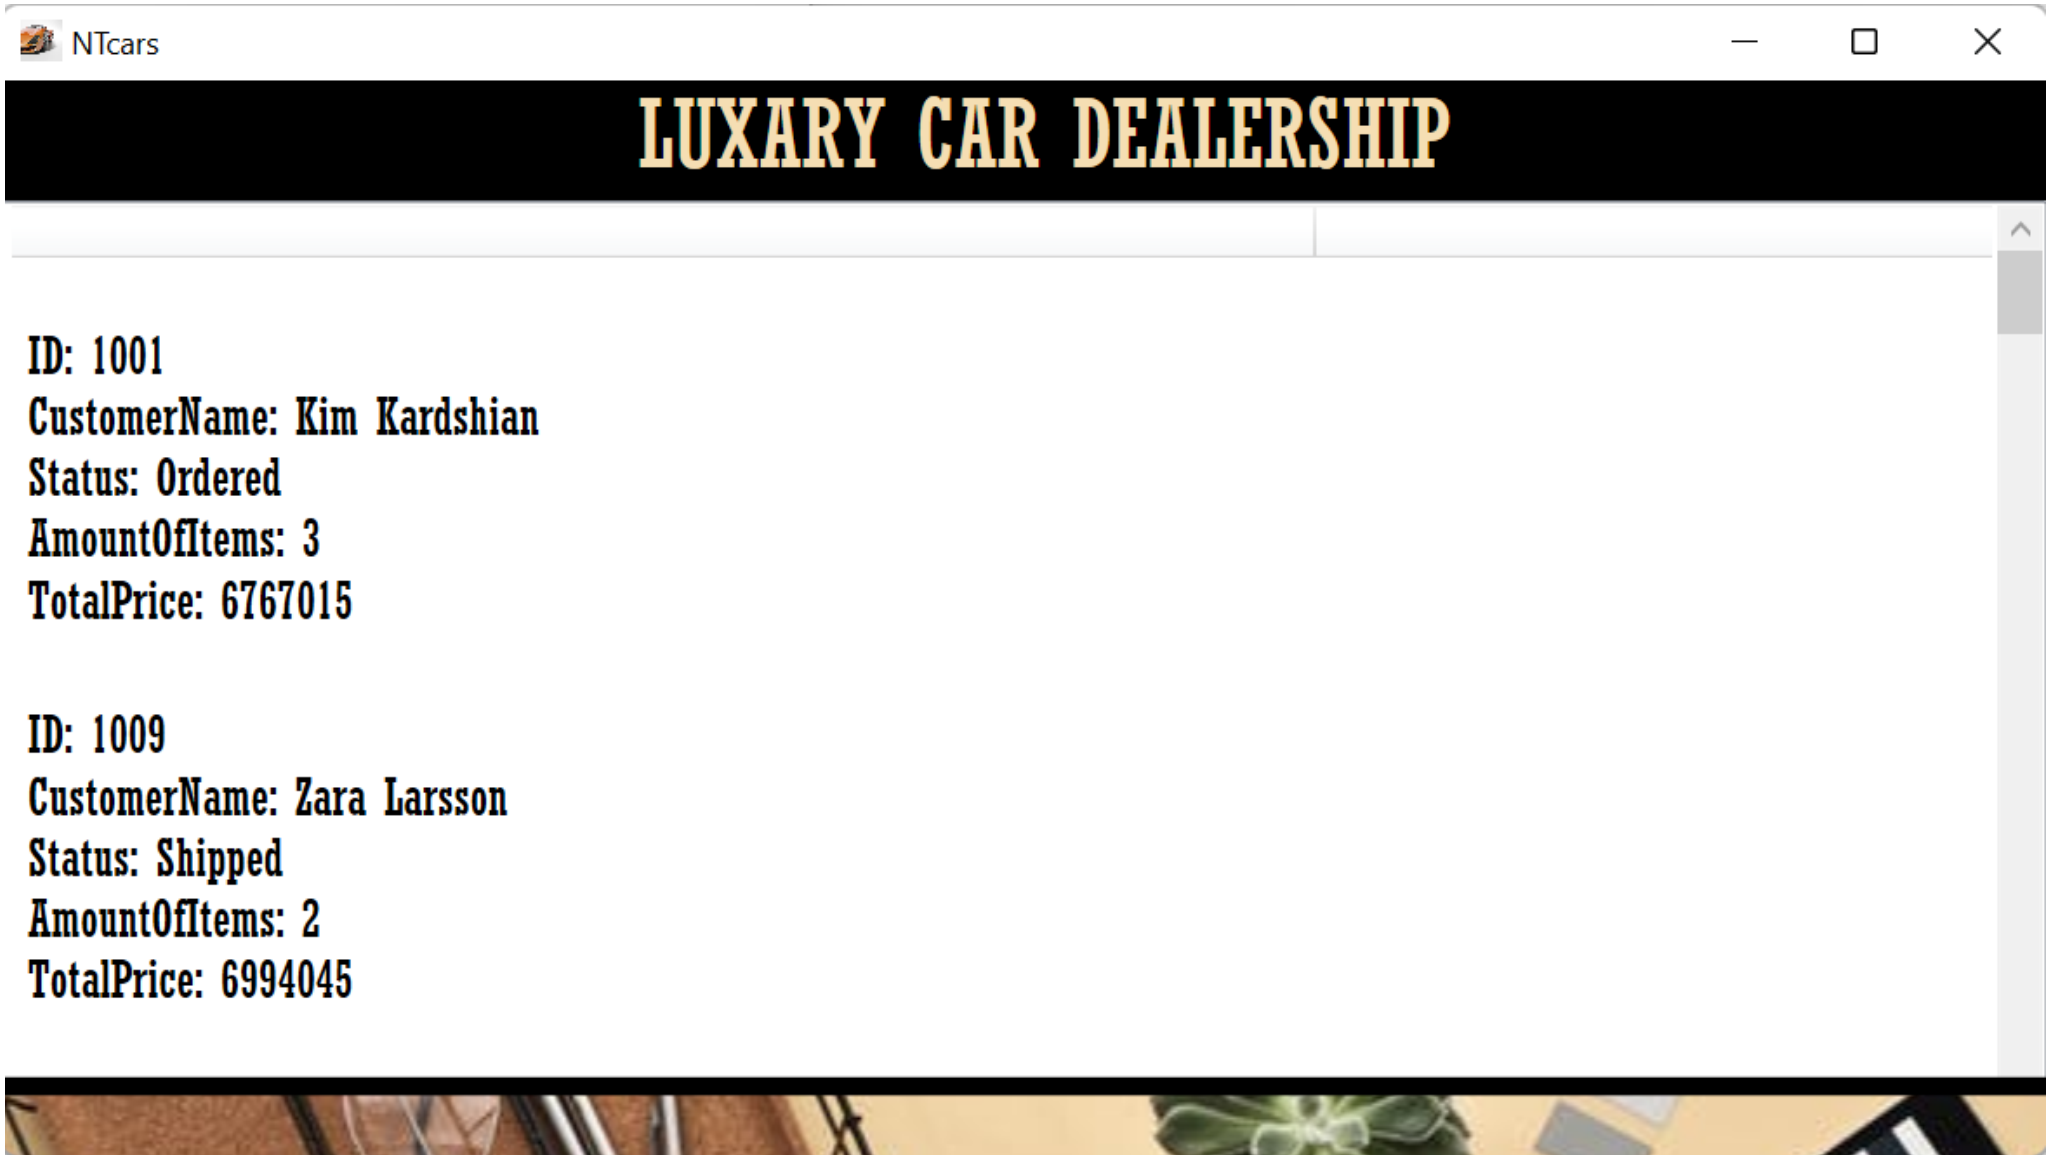 NTcars
LUXARY CAR DEALERSHIP
ID: 1001
CustomerName: Kim Kardshian
Status: Ordered
AmountOfItems: 3
TotalPrice: 6767015
ID: 1009
CustomerName: Zara Larsson
Status: Shipped
AmountOfItems: 2
TotalPrice: 6994045